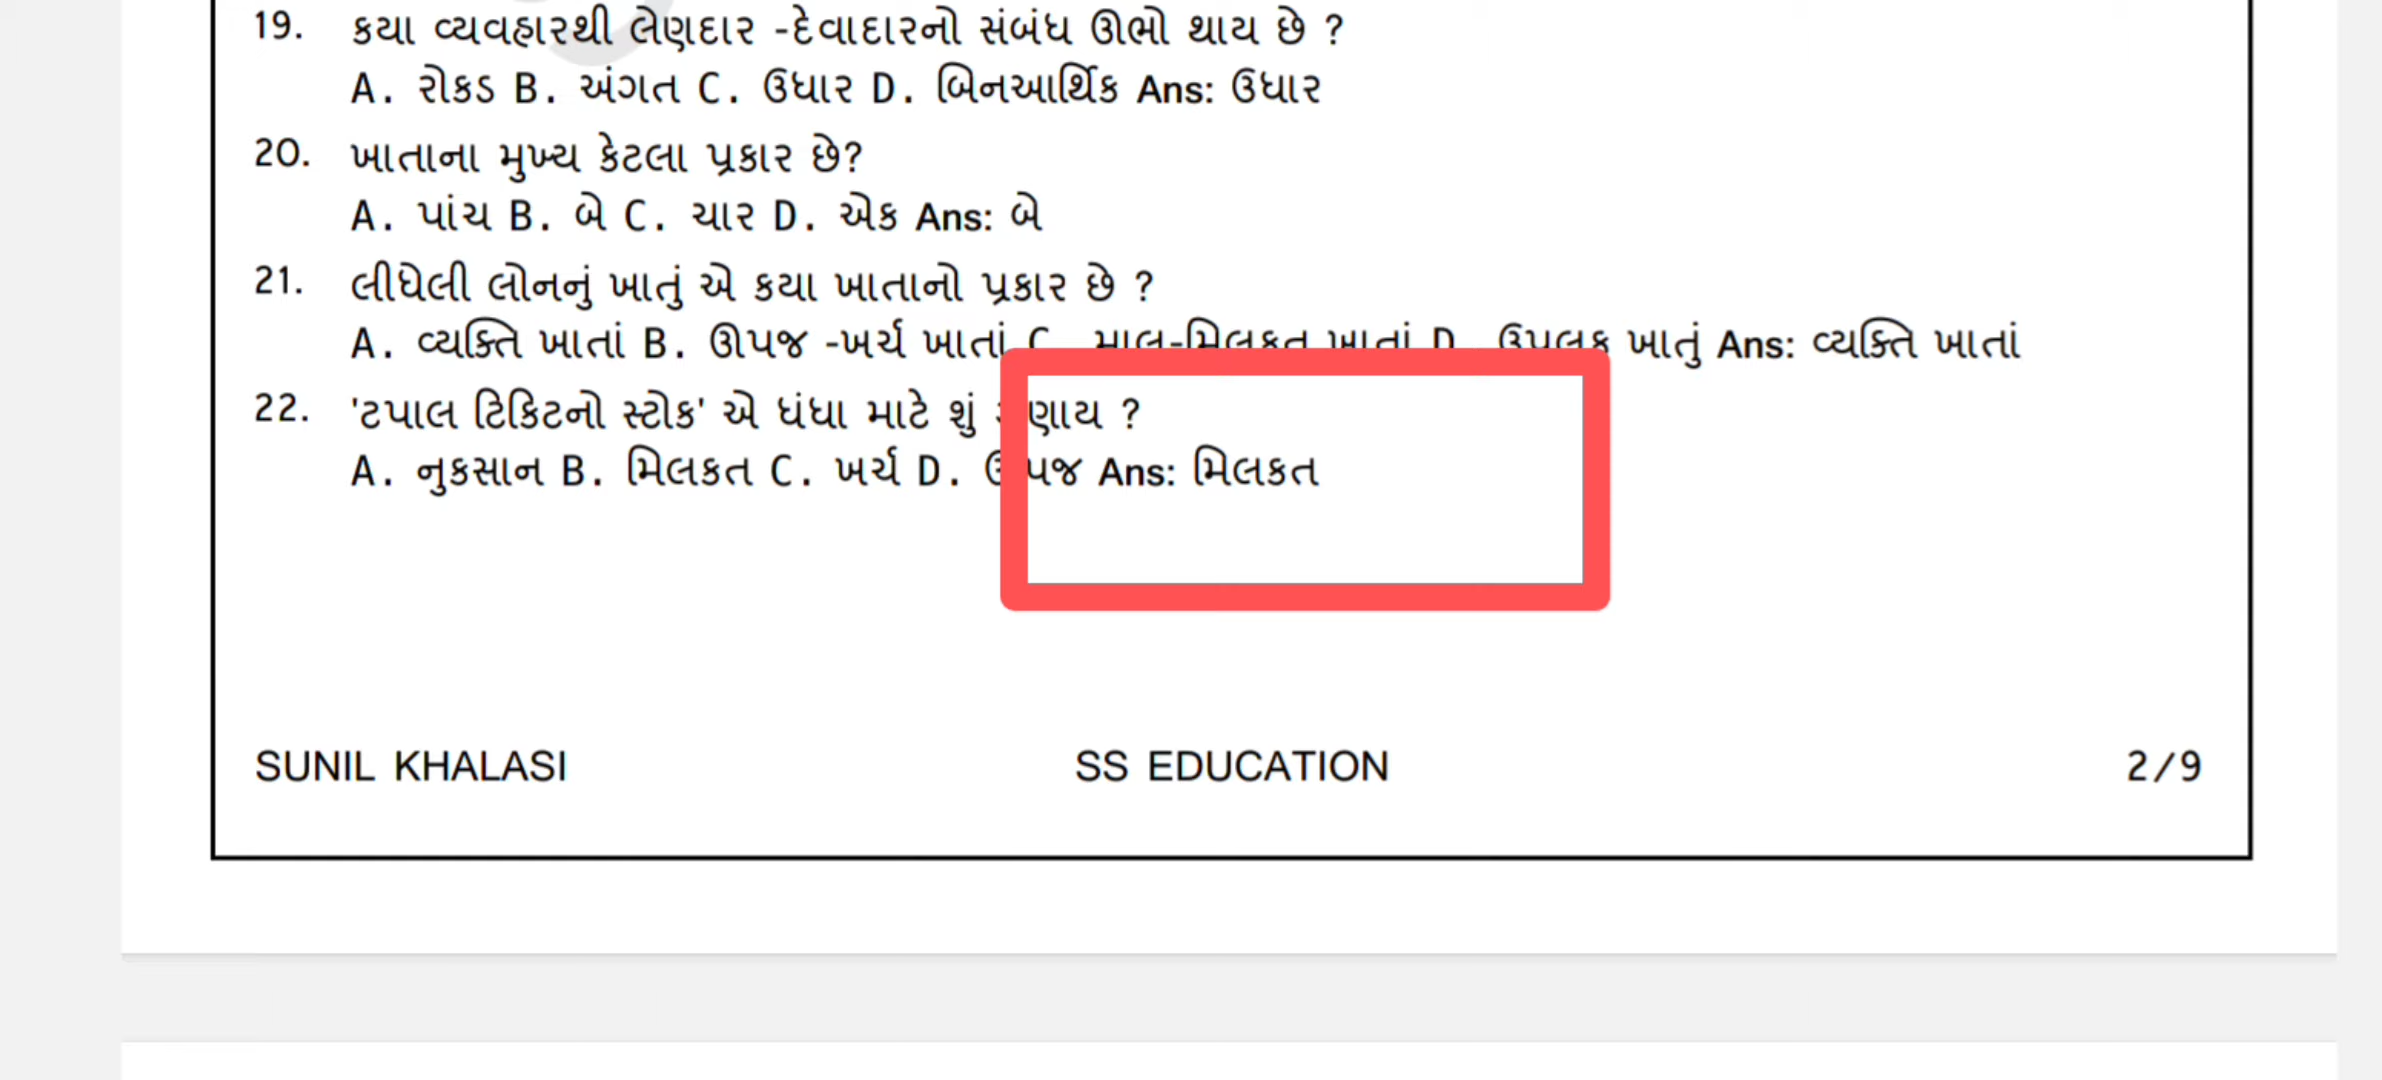 19. કયા વ્યવહારથી લેણદાર -દેવાદારનો સંબંધ ઊભો થાય છે ?
A. રોકડ B. અંગત C. ઉધાર D. બિનઆર્થિક Ans: ઉધાર
20. ખાતાના મુખ્ય કેટલા પ્રકાર છે?
A. પાંચ B. બે C. ચાર D. એક Ans: બે
21. લીધેલી લોનનું ખાતું એ કયા ખાતાનો પ્રકાર છે ?
A. વ્યક્તિ ખાતાં B. ઊપજ -ખર્ચ ખાતાં C. માલ-મિલકત ખાતાં D. ઉપલક ખાતું Ans: વ્યક્તિ ખાતાં
22. 'ટપાલ ટિકિટનો સ્ટોક' એ ધંધા માટે શું ગણાય ?
A. નુકસાન B. મિલકત C. ખર્ચ D. ઉપજ Ans: મિલકત
SUNIL KHALASI SS EDUCATION 2/9